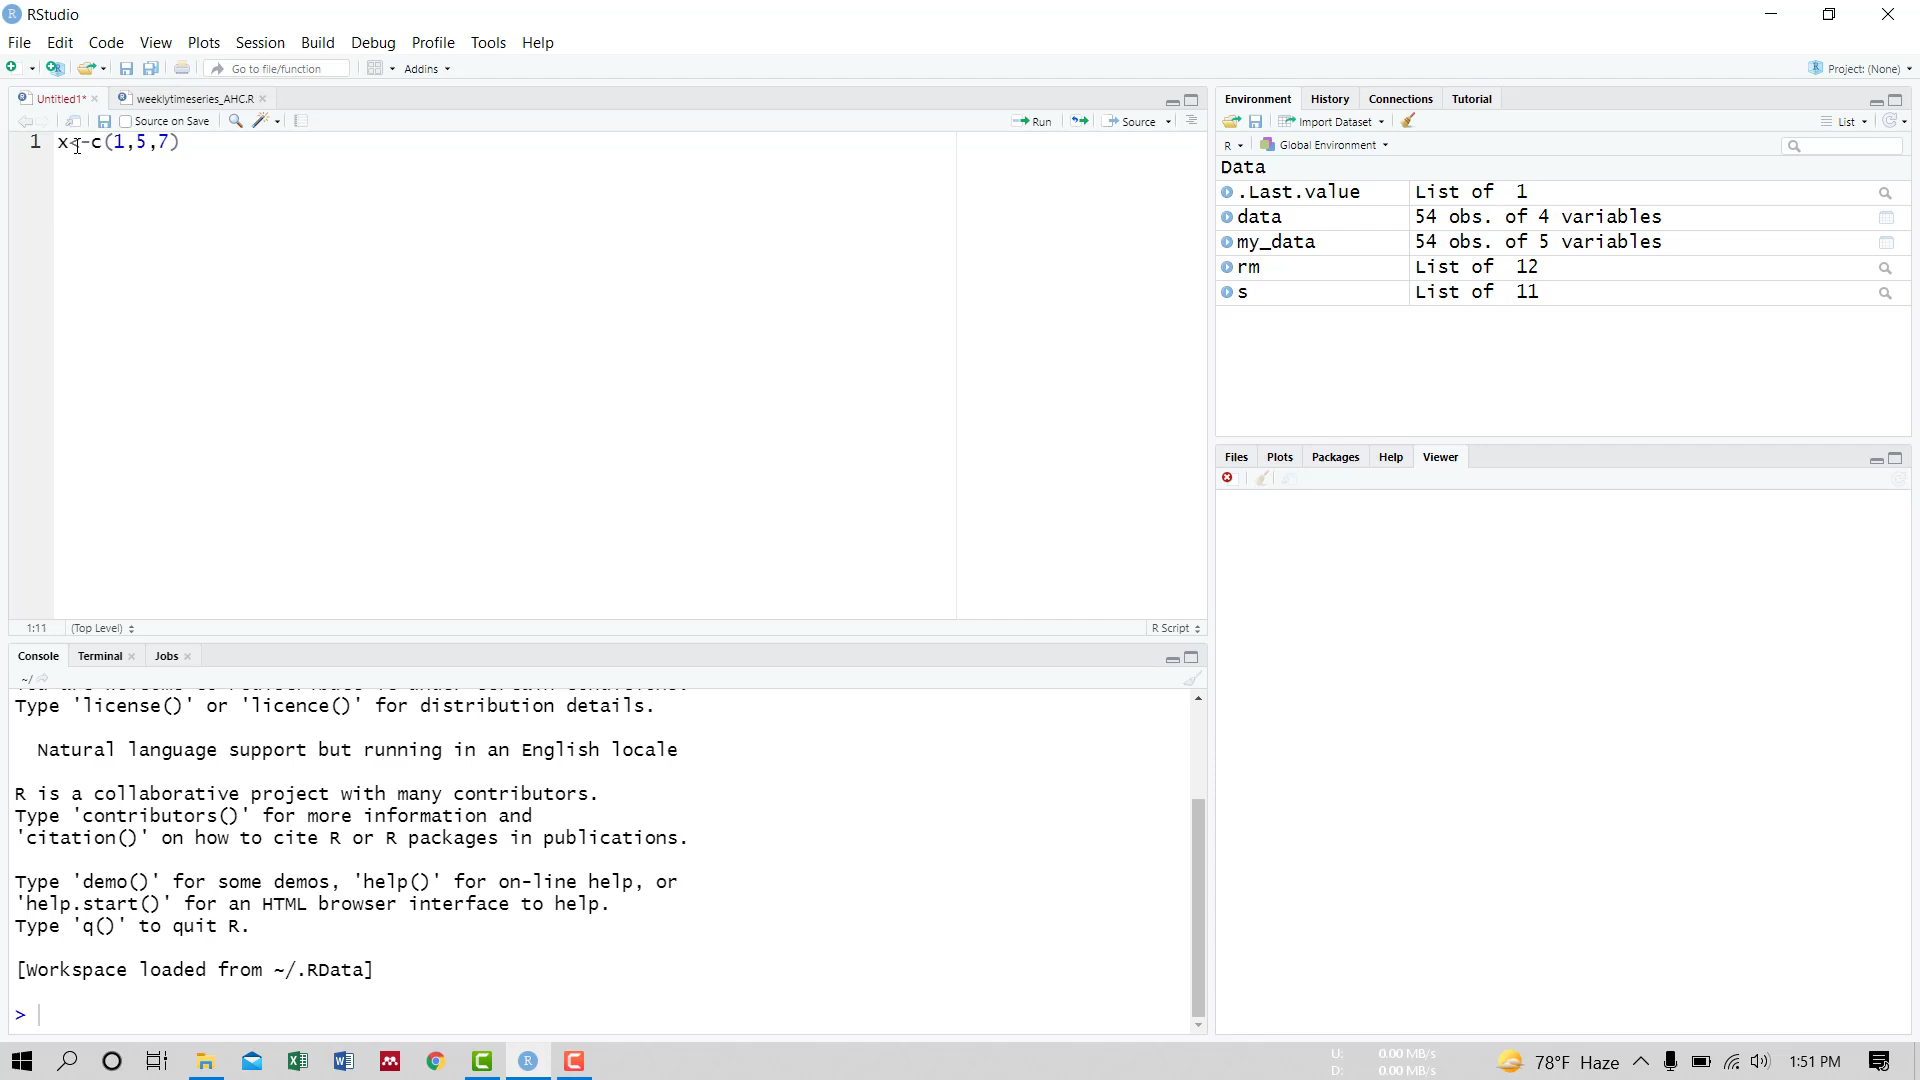 RStudio
File Edit Code View Plots Session Build Debug Profile Tools Help
Go to file/function Addins Project: (None)
Untitled1* weeklytimeseries_AHC.R
Source on Save Run Source
1 x<-c(1,5,7)
1:11 (Top Level) R Script
Console Terminal Jobs
~/
Type 'license()' or 'licence()' for distribution details.
Natural language support but running in an English locale
R is a collaborative project with many contributors.
Type 'contributors()' for more information and
'citation()' on how to cite R or R packages in publications.
Type 'demo()' for some demos, 'help()' for on-line help, or
'help.start()' for an HTML browser interface to help.
Type 'q()' to quit R.
[Workspace loaded from ~/.RData]
>
Environment History Connections Tutorial
Import Dataset List
R Global Environment
Data
.Last.value List of 1
data 54 obs. of 4 variables
my_data 54 obs. of 5 variables
rm List of 12
s List of 11
Files Plots Packages Help Viewer
U: 0.00 MB/s
D: 0.00 MB/s
78°F Haze 1:51 PM